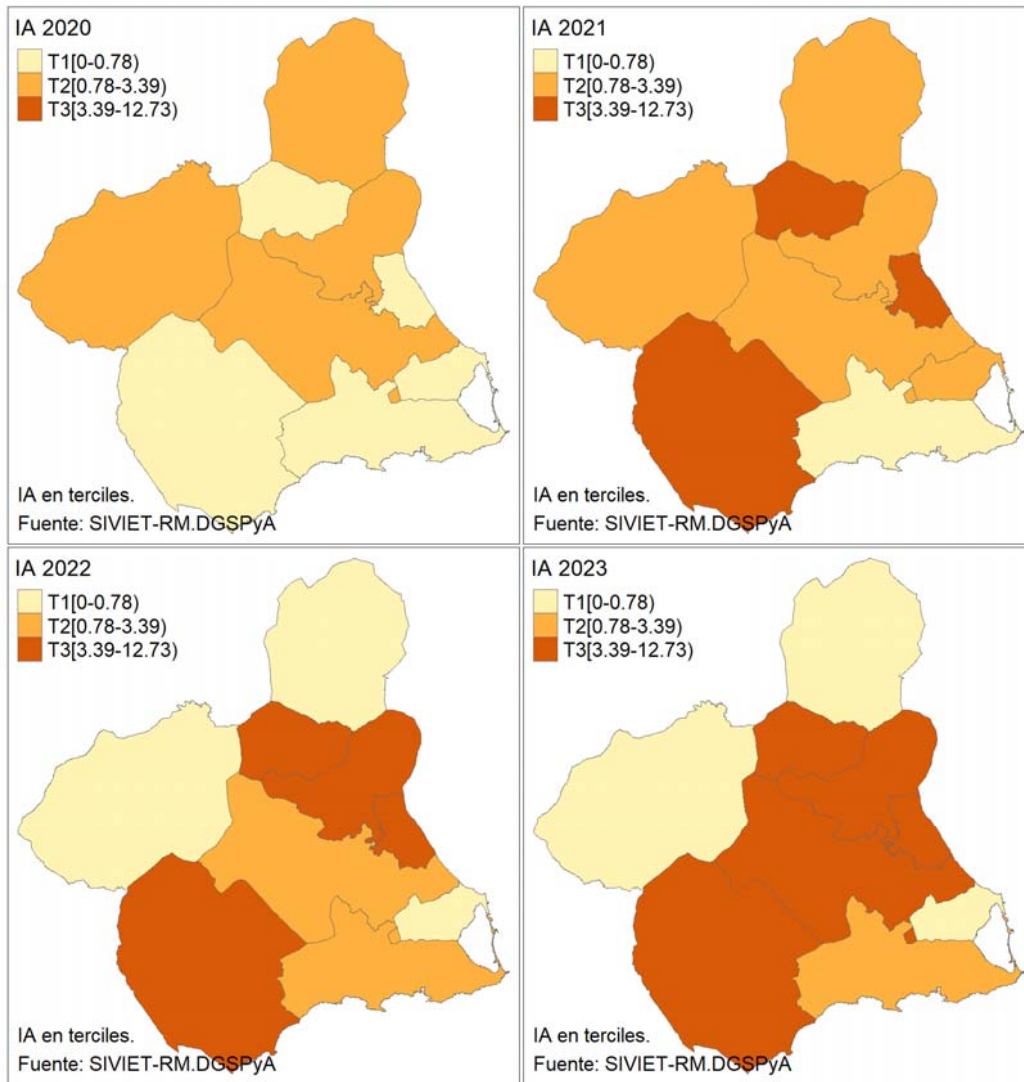 IA 2020
T1[0-0.78)
T2[0.78-3.39)
T3[3.39-12.73)
IA en terciles.
Fuente: SIVIET-RM.DGSPyA
IA 2021
T1[0-0.78)
T2[0.78-3.39)
T3[3.39-12.73)
IA en terciles.
Fuente: SIVIET-RM.DGSPyA
IA 2022
T1[0-0.78)
T2[0.78-3.39)
T3[3.39-12.73)
IA en terciles.
Fuente: SIVIET-RM.DGSPyA
IA 2023
T1[0-0.78)
T2[0.78-3.39)
T3[3.39-12.73)
IA en terciles.
Fuente: SIVIET-RM.DGSPyA